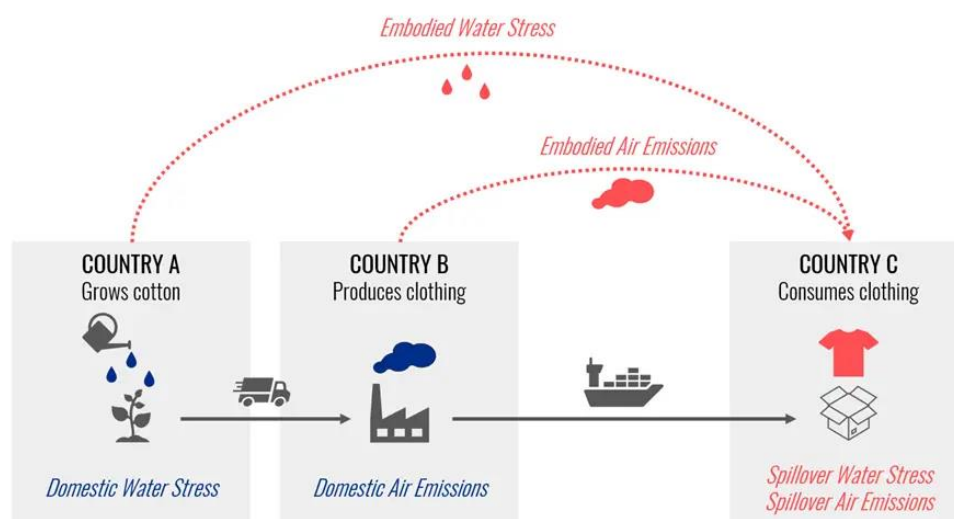 Embodied Water Stress
Embodied Air Emissions
COUNTRY A
Grows cotton
Domestic Water Stress
COUNTRY B
Produces clothing
Domestic Air Emissions
COUNTRY C
Consumes clothing
Spillover Water Stress
Spillover Air Emissions